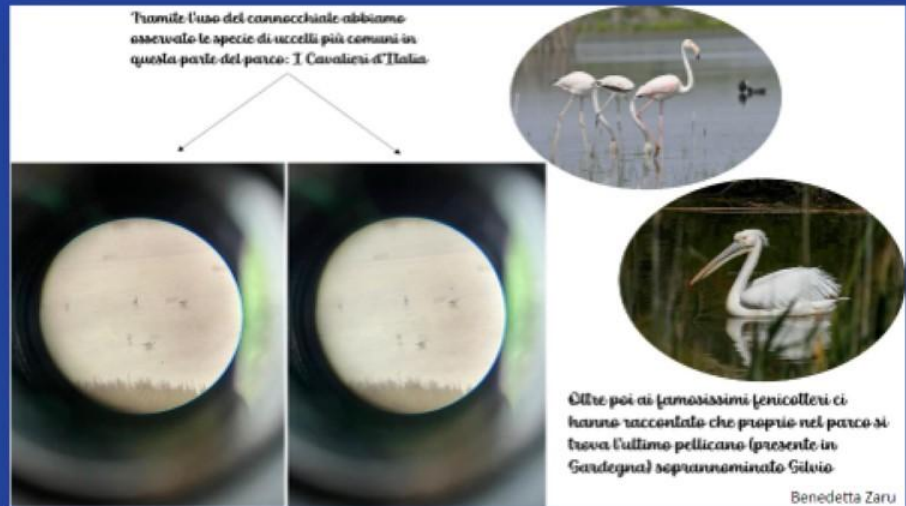 Tramite l'uso del cannocchiale abbiamo
osservato le specie di uccelli più comuni in
questa parte del parco: I Cavalieri d'Italia
Oltre poi ai famosissimi fenicotteri ci
hanno raccontato che proprio nel parco si
trova l'ultimo pellicano (presente in
Sardegna) soprannominato Silvio
Benedetta Zaru